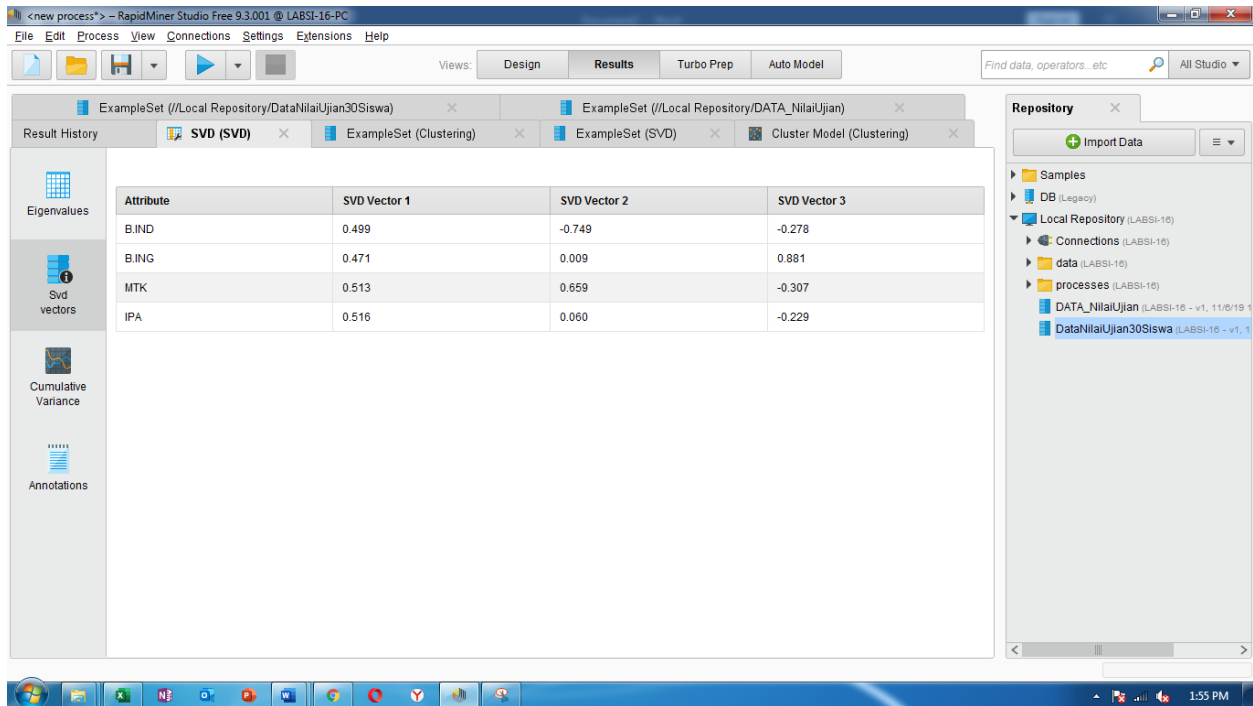 <new process*> – RapidMiner Studio Free 9.3.001 @ LABSI-16-PC
File Edit Process View Connections Settings Extensions Help
Views: Design Results Turbo Prep Auto Model Find data, operators...etc All Studio
ExampleSet (//Local Repository/DataNilaiUjian30Siswa) ExampleSet (//Local Repository/DATA_NilaiUjian)
Result History SVD (SVD) ExampleSet (Clustering) ExampleSet (SVD) Cluster Model (Clustering)
Eigenvalues
Svd
vectors
Cumulative
Variance
Annotations
Attribute SVD Vector 1 SVD Vector 2 SVD Vector 3
B.IND 0.499 -0.749 -0.278
B.ING 0.471 0.009 0.881
MTK 0.513 0.659 -0.307
IPA 0.516 0.060 -0.229
Repository
Import Data
Samples
DB (Legacy)
Local Repository (LABSI-16)
Connections (LABSI-16)
data (LABSI-16)
processes (LABSI-16)
DATA_NilaiUjian (LABSI-16 - v1, 11/6/19 1
DataNilaiUjian30Siswa (LABSI-16 - v1, 1
1:55 PM